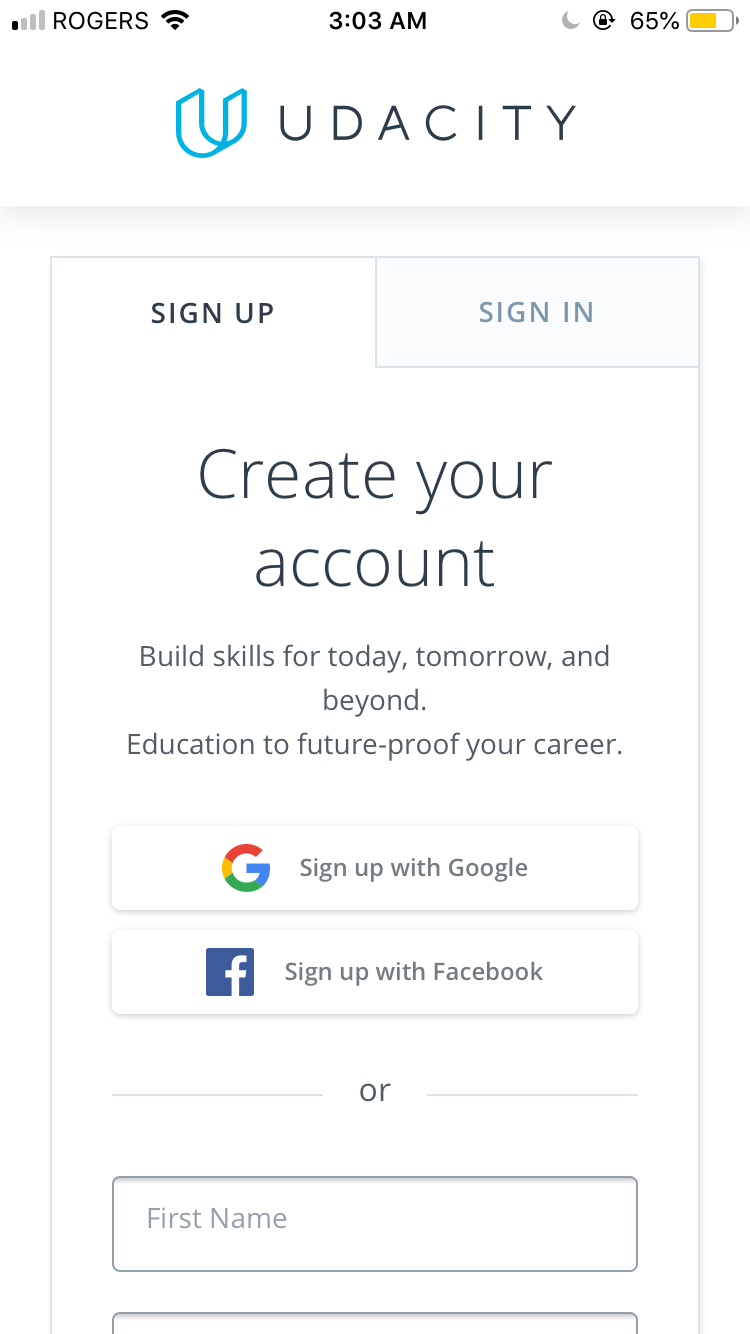 ROGERS 3:03 AM 65%
UDACITY
SIGN UP SIGN IN
Create your
account
Build skills for today, tomorrow, and
beyond.
Education to future-proof your career.
Sign up with Google
Sign up with Facebook
or
First Name